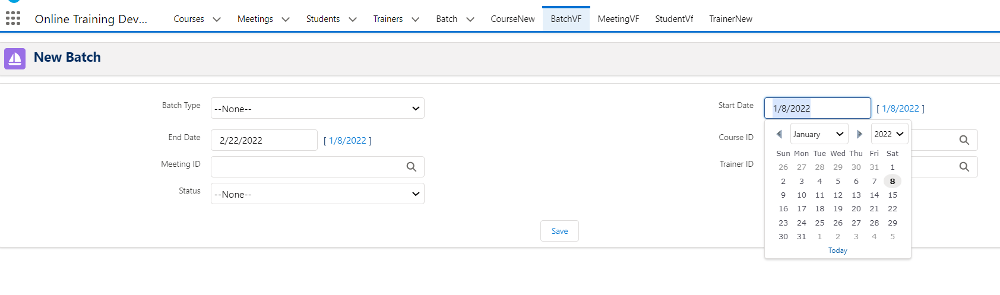 Online Training Dev... Courses Meetings Students Trainers Batch CourseNew BatchVF MeetingVF StudentVf TrainerNew
New Batch
Batch Type --None-- Start Date 1/8/2022 [ 1/8/2022 ]
End Date 2/22/2022 [ 1/8/2022 ] Course ID
Meeting ID Trainer ID
Status --None--
Save
January 2022
Sun Mon Tue Wed Thu Fri Sat
26 27 28 29 30 31 1
2 3 4 5 6 7 8
9 10 11 12 13 14 15
16 17 18 19 20 21 22
23 24 25 26 27 28 29
30 31 1 2 3 4 5
Today